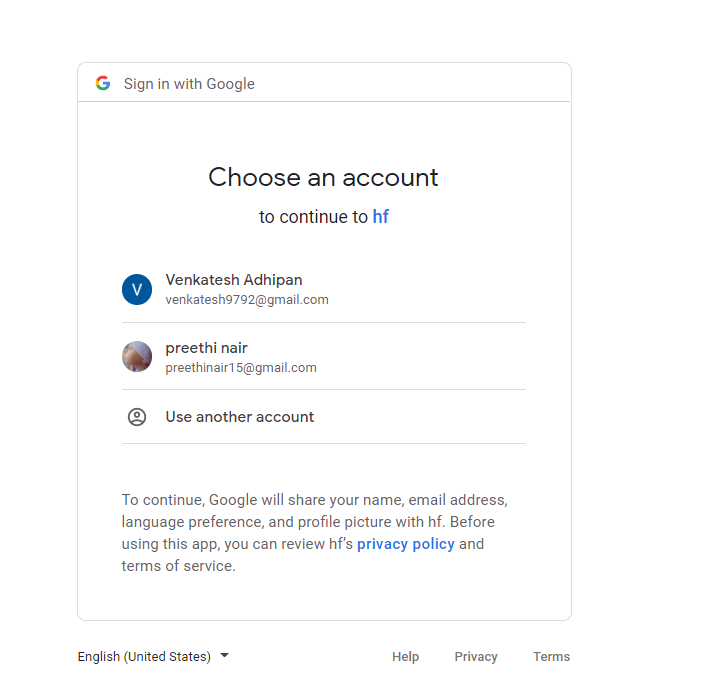 Sign in with Google
Choose an account
to continue to hf
V
Venkatesh Adhipan
venkatesh9792@gmail.com
preethi nair
preethinair15@gmail.com
Use another account
To continue, Google will share your name, email address,
language preference, and profile picture with hf. Before
using this app, you can review hf’s privacy policy and
terms of service.
English (United States)
Help
Privacy
Terms